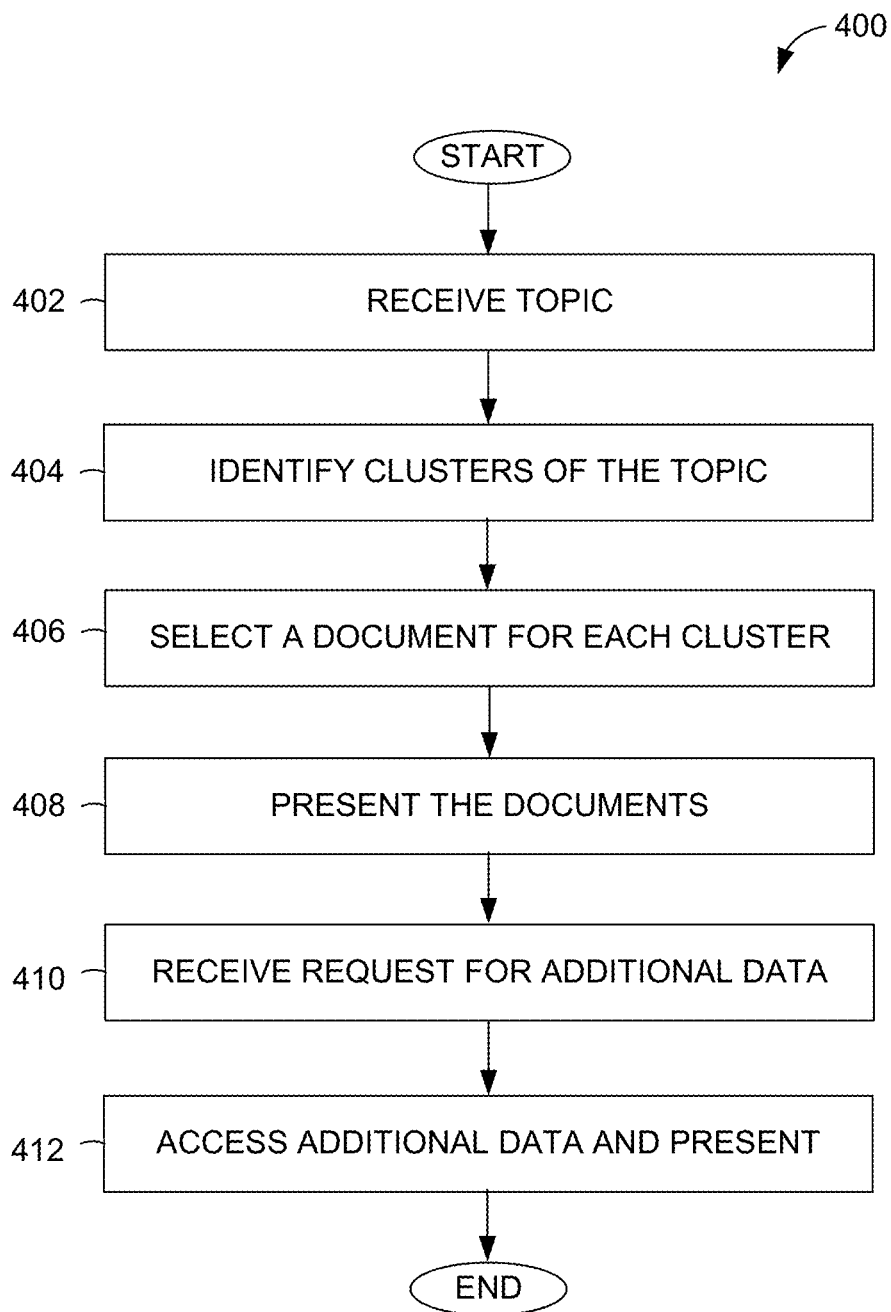 400
START
402 RECEIVE TOPIC
404 IDENTIFY CLUSTERS OF THE TOPIC
406 SELECT A DOCUMENT FOR EACH CLUSTER
408 PRESENT THE DOCUMENTS
410 RECEIVE REQUEST FOR ADDITIONAL DATA
412 ACCESS ADDITIONAL DATA AND PRESENT
END